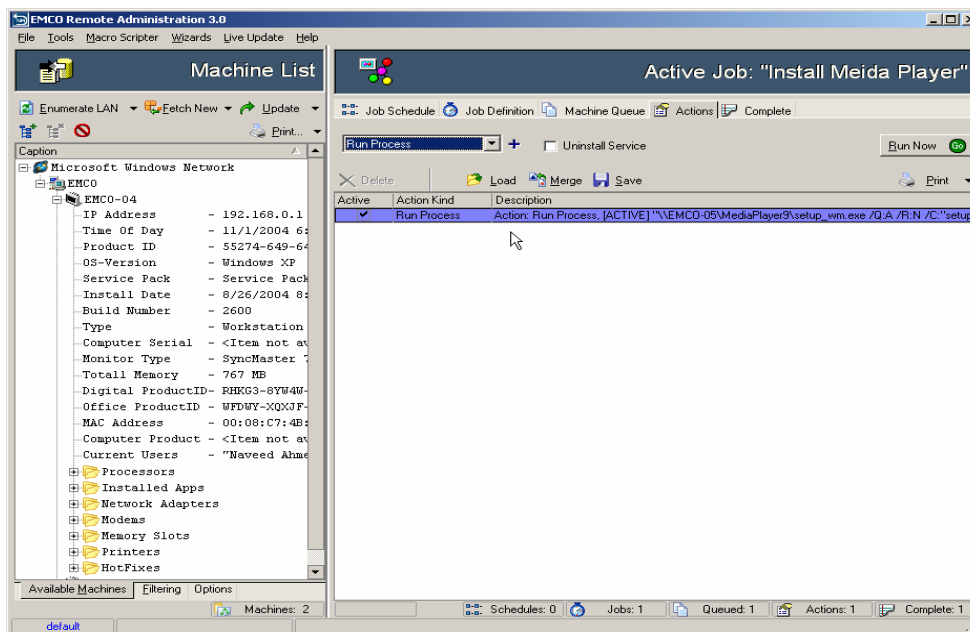 EMCO Remote Administration 3.0
File Tools Macro Scripter Wizards Live Update Help
Machine List
Active Job: "Install Meida Player"
Enumerate LAN Fetch New Update
Print...
Caption
Microsoft Windows Network
EMCO
EMCO-04
IP Address - 192.168.0.1
Time Of Day - 11/1/2004 6:
Product ID - 55274-649-64
OS-Version - Windows XP
Service Pack - Service Pack
Install Date - 8/26/2004 8:
Build Number - 2600
Type - Workstation
Computer Serial - <Item not av
Monitor Type - SyncMaster 7
Totall Memory - 767 MB
Digital ProductID- RHKG3-8YW4W-
Office ProductID - WFDWY-XQXJF-
MAC Address - 00:08:C7:4B:
Computer Product - <Item not av
Current Users - "Naveed Ahme
Processors
Installed Apps
Network Adapters
Modems
Memory Slots
Printers
HotFixes
Available Machines Filtering Options
Machines: 2
default
Job Schedule Job Definition Machine Queue Actions Complete
Run Process Uninstall Service Run Now Go
Delete Load Merge Save Print
Active Action Kind Description
Run Process Action: Run Process, [ACTIVE] "\\EMCO-05\MediaPlayer9\setup_wm.exe /Q:A /R:N /C:"setup
Schedules: 0 Jobs: 1 Queued: 1 Actions: 1 Complete: 1